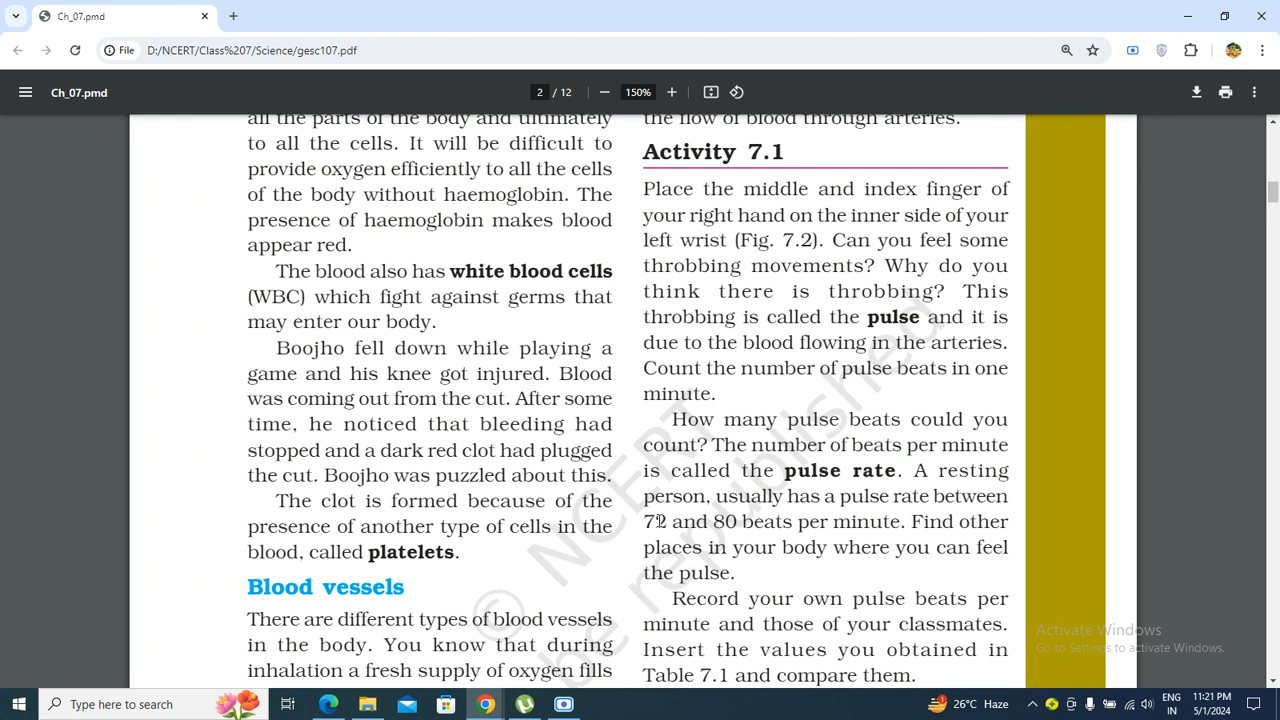 Ch_07.pmd
File
D:/NCERT/Class%207/Science/gesc107.pdf
Ch_07.pmd
2 / 12
150%
all the parts of the body and ultimately
to all the cells. It will be difficult to
provide oxygen efficiently to all the cells
of the body without haemoglobin. The
presence of haemoglobin makes blood
appear red.
The blood also has white blood cells
(WBC) which fight against germs that
may enter our body.
Boojho fell down while playing a
game and his knee got injured. Blood
was coming out from the cut. After some
time, he noticed that bleeding had
stopped and a dark red clot had plugged
the cut. Boojho was puzzled about this.
The clot is formed because of the
presence of another type of cells in the
blood, called platelets.
Blood vessels
There are different types of blood vessels
in the body. You know that during
inhalation a fresh supply of oxygen fills
the flow of blood through arteries.
Activity 7.1
Place the middle and index finger of
your right hand on the inner side of your
left wrist (Fig. 7.2). Can you feel some
throbbing movements? Why do you
think there is throbbing? This
throbbing is called the pulse and it is
due to the blood flowing in the arteries.
Count the number of pulse beats in one
minute.
How many pulse beats could you
count? The number of beats per minute
is called the pulse rate. A resting
person, usually has a pulse rate between
72 and 80 beats per minute. Find other
places in your body where you can feel
the pulse.
Record your own pulse beats per
minute and those of your classmates.
Insert the values you obtained in
Table 7.1 and compare them.
© NCERT
be republished
Activate Windows
Go to Settings to activate Windows.
Type here to search
26°C Haze
ENG
IN
11:21 PM
5/1/2024